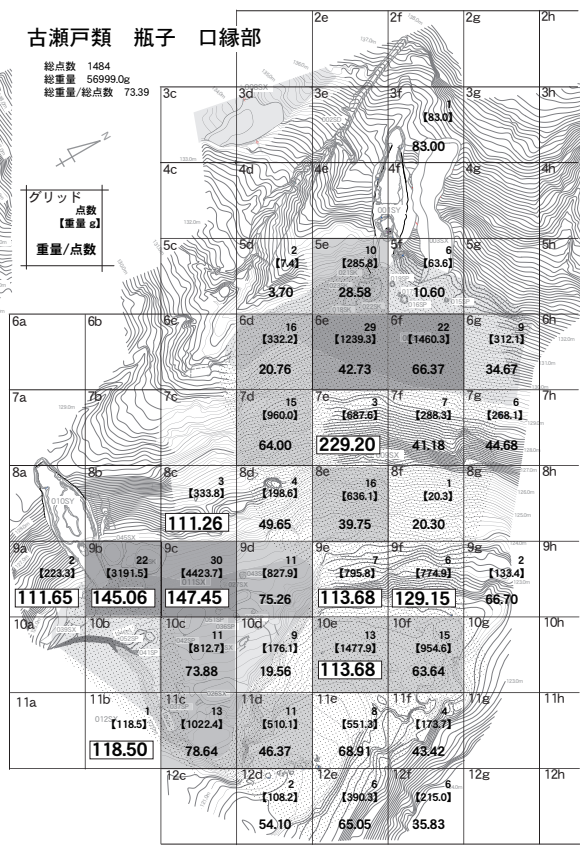 古瀬戸類　瓶子　口縁部
総点数　1484
総重量　56999.0g
総重量/総点数　73.39
グリッド
点数
【重量 g】
重量/点数
2e
2f
2g
2h
3c
3d
3e
3f
1
【83.0】
83.00
3g
3h
4c
4d
4e
4f
4g
4h
5c
5d
2
【7.4】
3.70
5e
10
【285.8】
28.58
5f
6
【63.6】
10.60
5g
5h
6a
6b
6c
6d
16
【332.2】
20.76
6e
29
【1239.3】
42.73
6f
22
【1460.3】
66.37
6g
9
【312.1】
34.67
6h
7a
7b
7c
7d
15
【960.0】
64.00
7e
3
【687.6】
229.20
7f
7
【288.3】
41.18
7g
6
【268.1】
44.68
7h
8a
8b
8c
3
【333.8】
111.26
8d
4
【198.6】
49.65
8e
16
【636.1】
39.75
8f
1
【20.3】
20.30
8g
8h
9a
2
【223.3】
111.65
9b
22
【3191.5】
145.06
9c
30
【4423.7】
147.45
9d
11
【827.9】
75.26
9e
7
【795.8】
113.68
9f
6
【774.9】
129.15
9g
2
【133.4】
66.70
9h
10a
10b
10c
11
【812.7】
73.88
10d
9
【176.1】
19.56
10e
13
【1477.9】
113.68
10f
15
【954.6】
63.64
10g
10h
11a
11b
1
【118.5】
118.50
11c
13
【1022.4】
78.64
11d
11
【510.1】
46.37
11e
8
【551.3】
68.91
11f
4
【173.7】
43.42
11g
11h
12c
12d
2
【108.2】
54.10
12e
6
【390.3】
65.05
12f
6
【215.0】
35.83
12g
12h
002SD
001SY
010SY